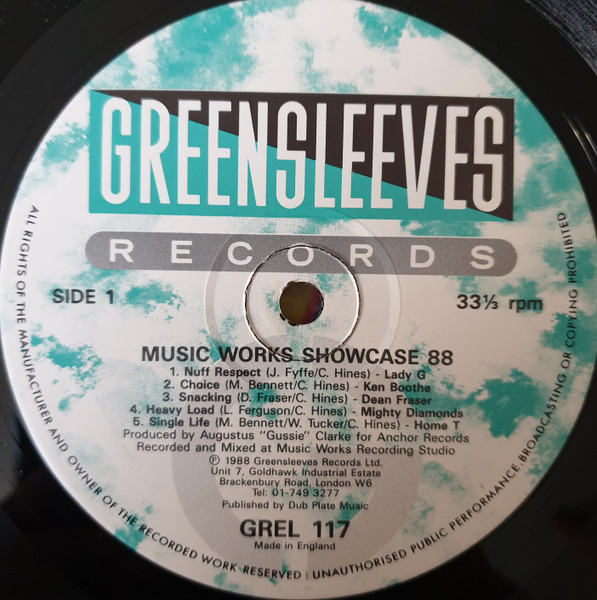 GREENSLEEVES
RECORDS
SIDE 1
33⅓ rpm
MUSIC WORKS SHOWCASE 88
1. Nuff Respect (J. Fyffe/C. Hines) - Lady G
2. Choice (M. Bennett/C. Hines) - Ken Boothe
3. Snacking (D. Fraser/C. Hines) - Dean Fraser
4. Heavy Load (L. Ferguson/C. Hines) - Mighty Diamonds
5. Single Life (M. Bennett/W. Tucker/C. Hines) - Home T
Produced by Augustus "Gussie" Clarke for Anchor Records
Recorded and Mixed at Music Works Recording Studio
℗ 1988 Greensleeves Records Ltd.
Unit 7, Goldhawk Industrial Estate
Brackenbury Road, London W6
Tel: 01-749 3277
Published by Dub Plate Music
GREL 117
Made in England
ALL RIGHTS OF THE MANUFACTURER AND OWNER OF THE RECORDED WORK RESERVED | UNAUTHORISED PUBLIC PERFORMANCE. BROADCASTING OR COPYING PROHIBITED